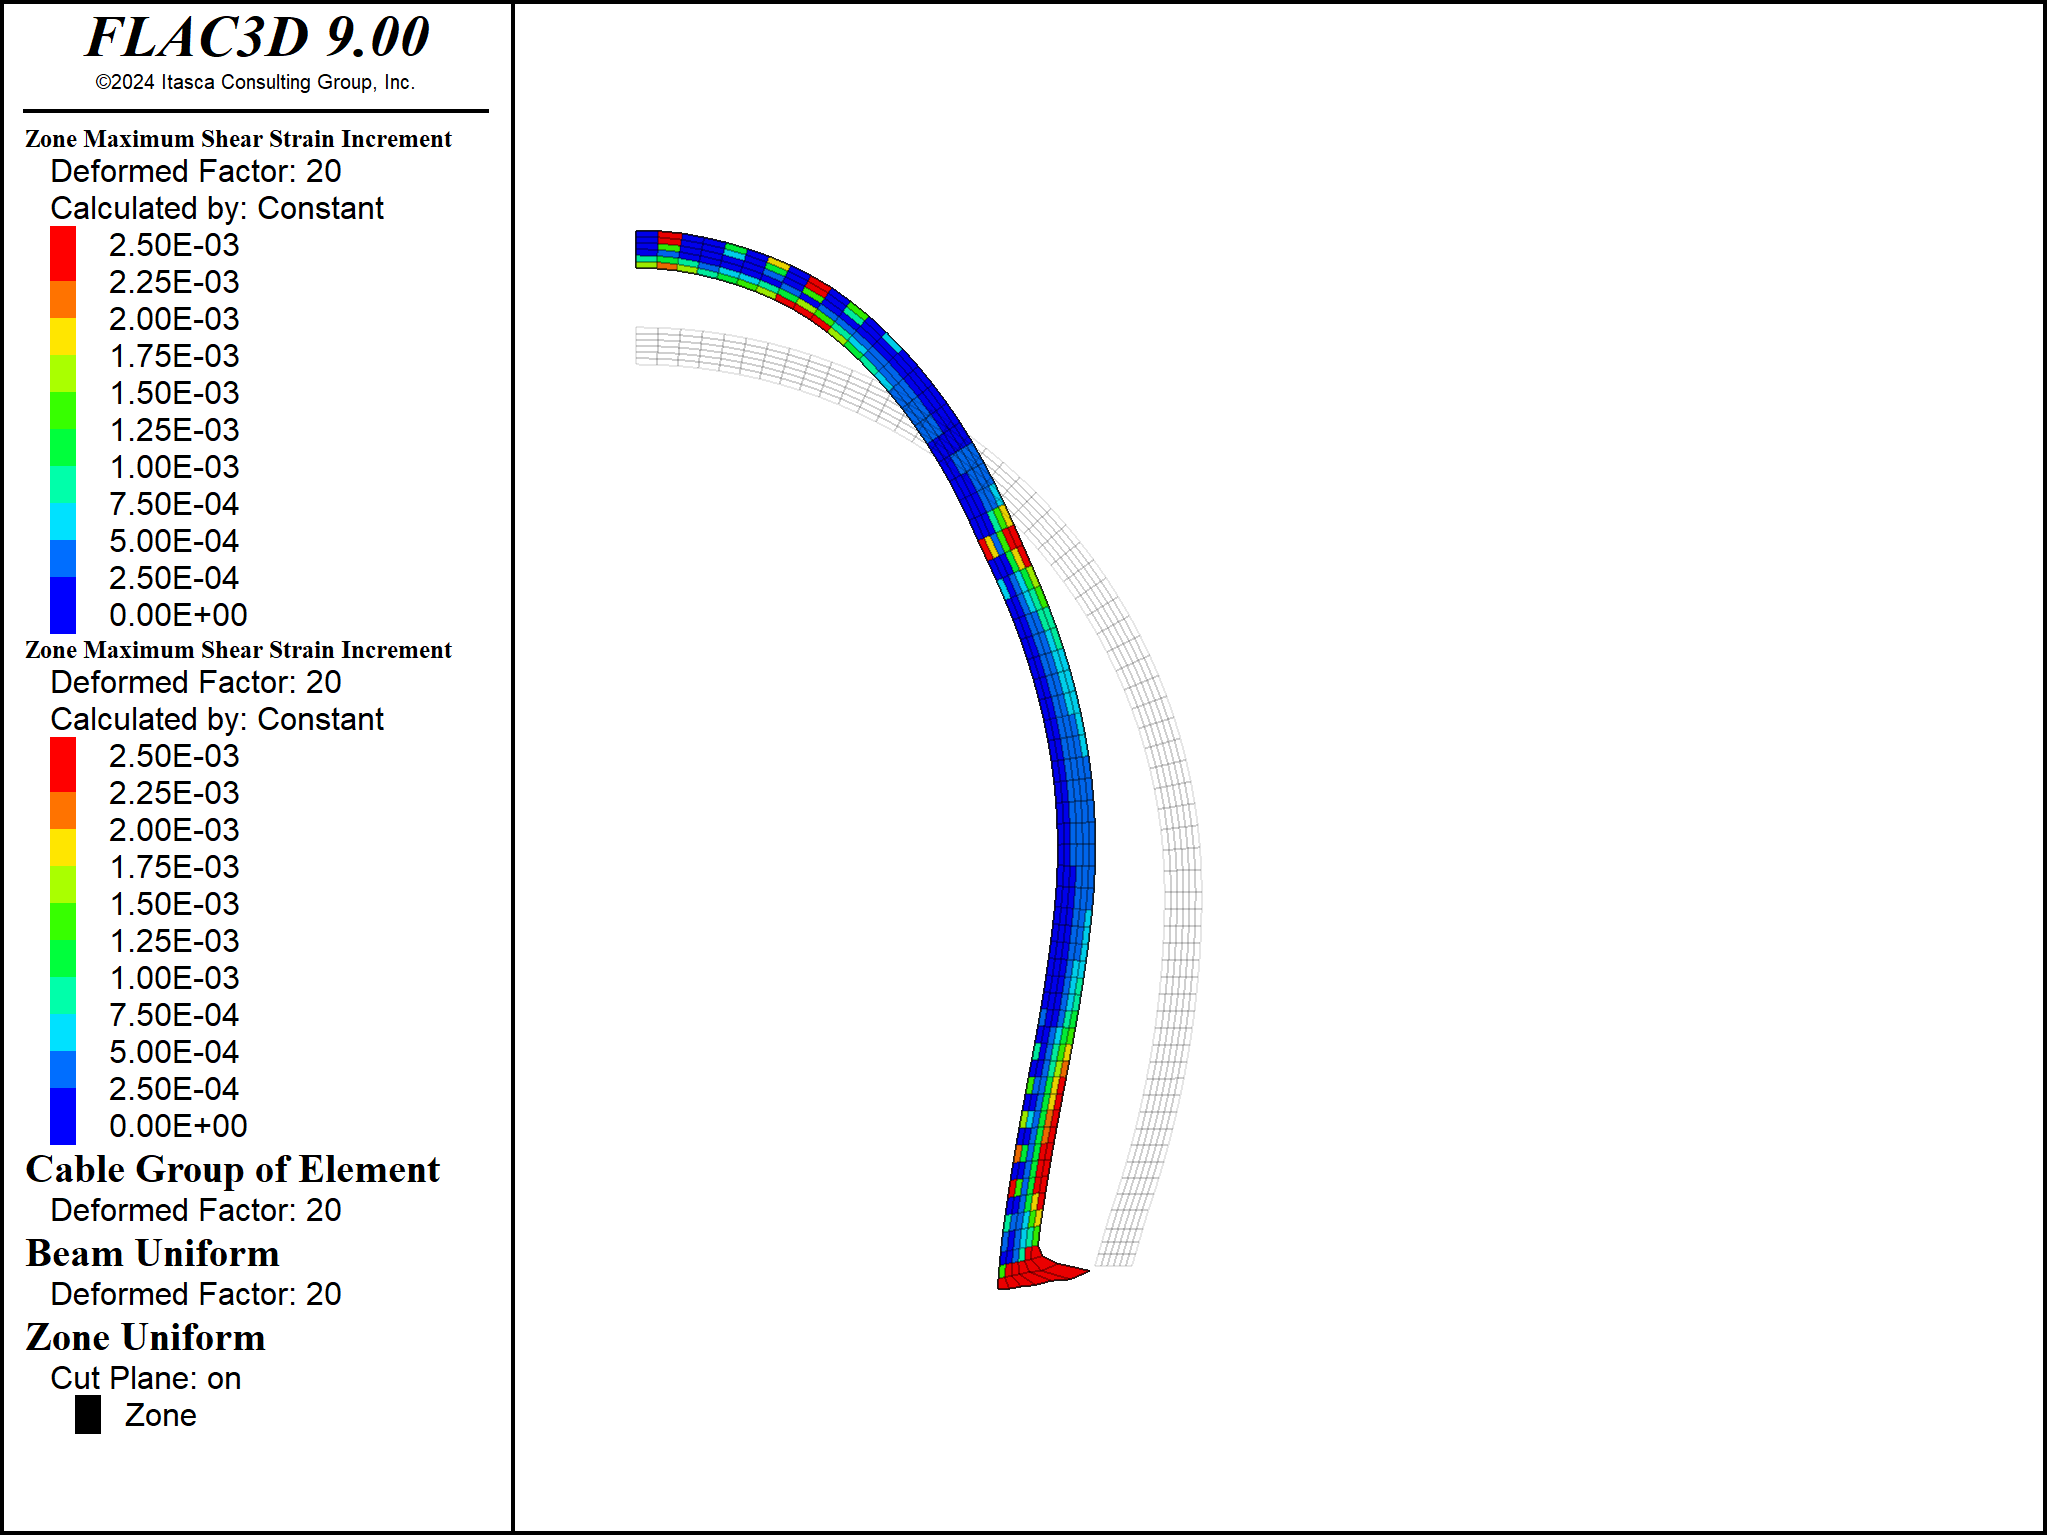 FLAC3D 9.00
©2024 Itasca Consulting Group, Inc.
Zone Maximum Shear Strain Increment
Deformed Factor: 20
Calculated by: Constant
2.50E-03
2.25E-03
2.00E-03
1.75E-03
1.50E-03
1.25E-03
1.00E-03
7.50E-04
5.00E-04
2.50E-04
0.00E+00
Zone Maximum Shear Strain Increment
Deformed Factor: 20
Calculated by: Constant
2.50E-03
2.25E-03
2.00E-03
1.75E-03
1.50E-03
1.25E-03
1.00E-03
7.50E-04
5.00E-04
2.50E-04
0.00E+00
Cable Group of Element
Deformed Factor: 20
Beam Uniform
Deformed Factor: 20
Zone Uniform
Cut Plane: on
Zone